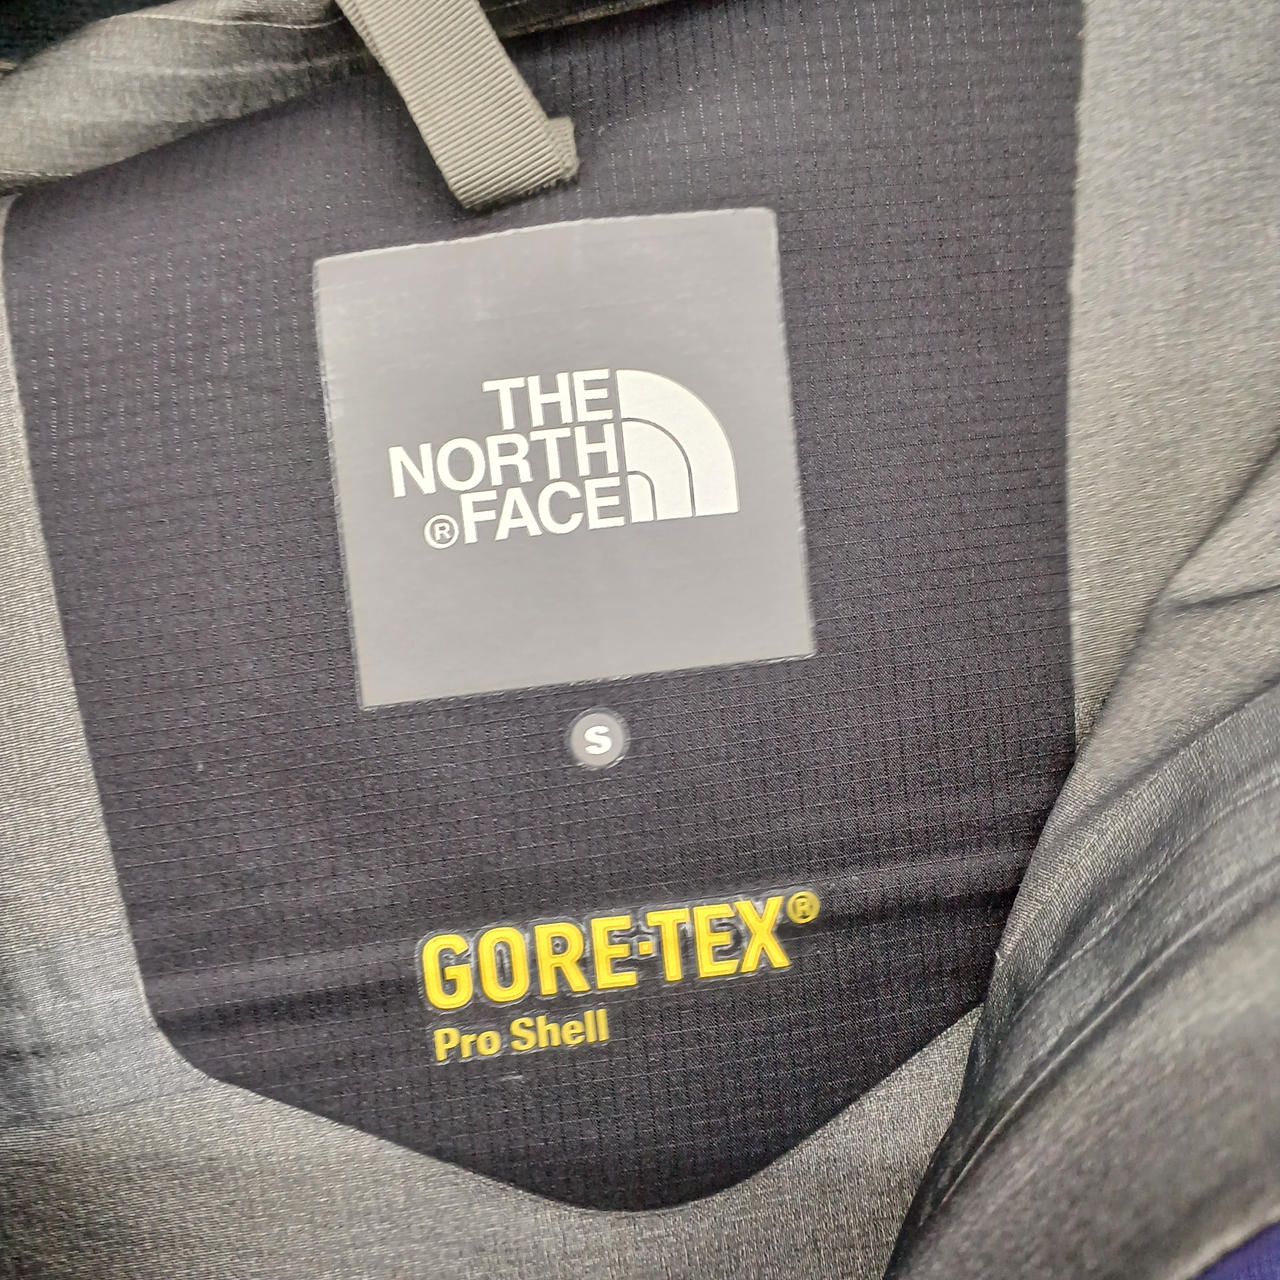 THE
NORTH
®FACE
S
GORE-TEX®
Pro Shell